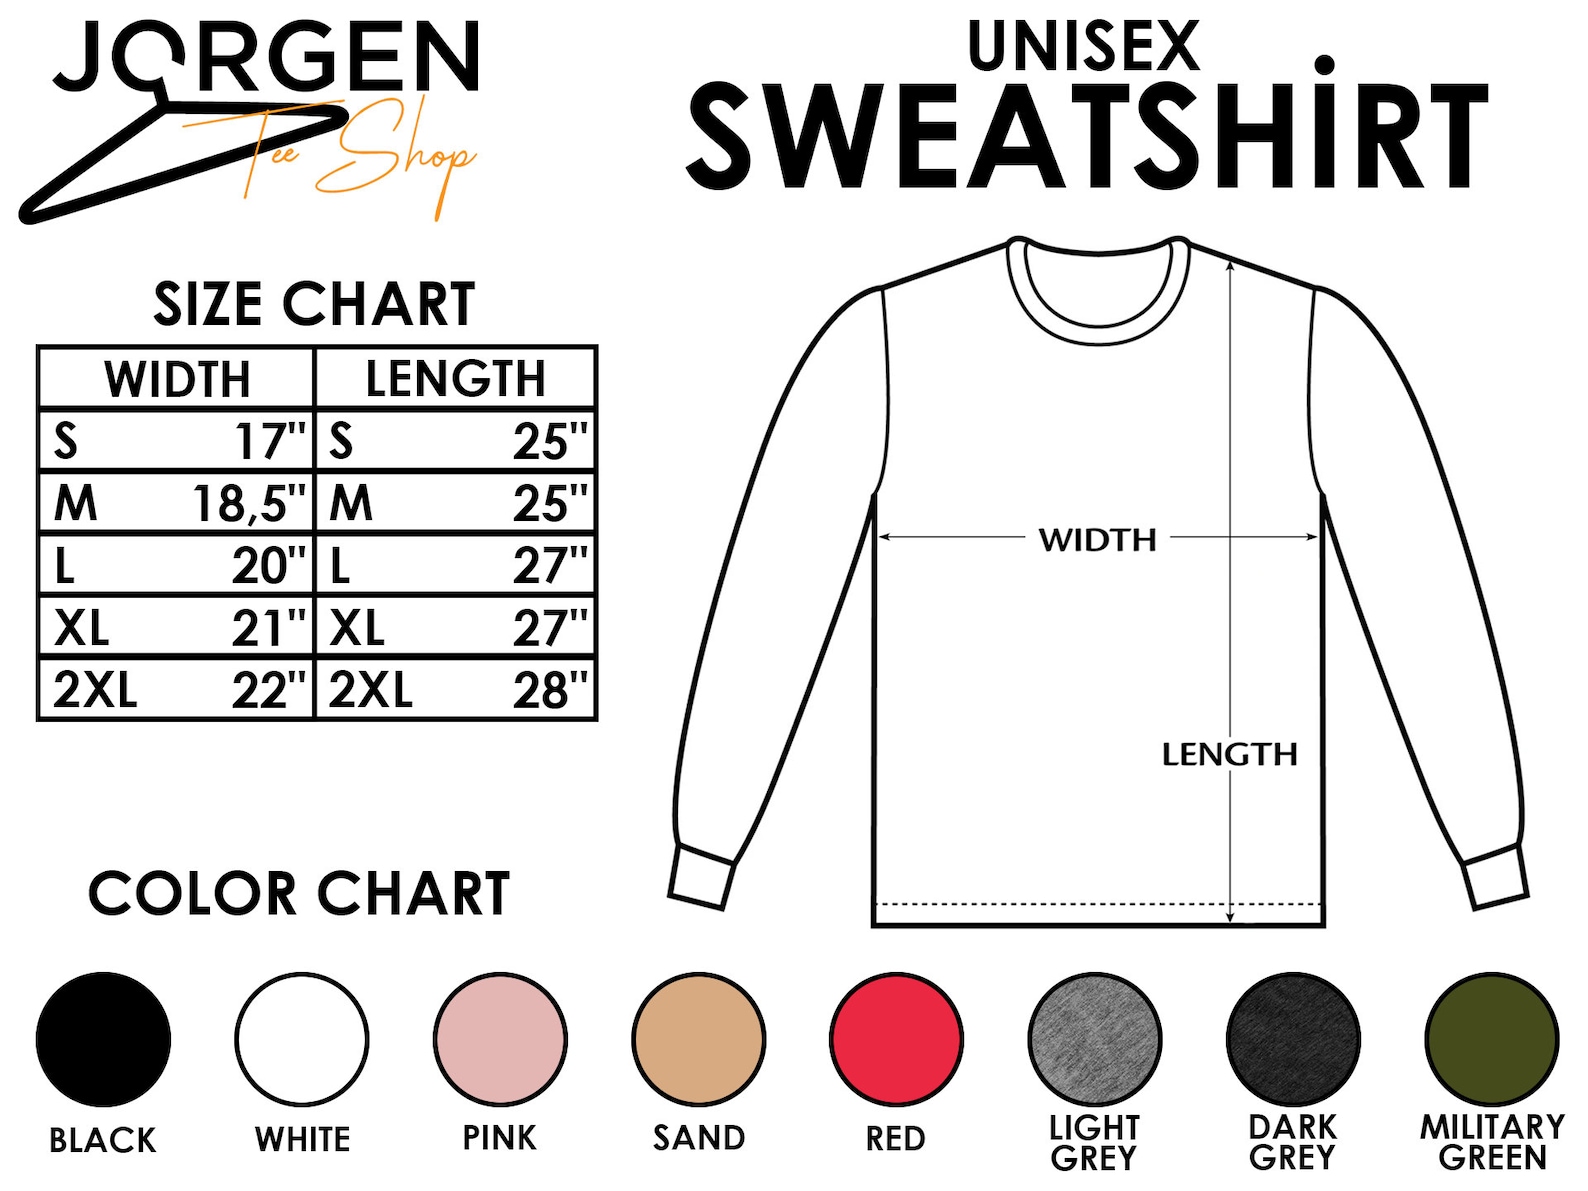 JORGEN
Tee Shop
UNISEX
SWEATSHİRT
SIZE CHART
WIDTH LENGTH
S 17" S 25"
M 18,5" M 25"
L 20" L 27"
XL 21" XL 27"
2XL 22" 2XL 28"
WIDTH
LENGTH
COLOR CHART
BLACK
WHITE
PINK
SAND
RED
LIGHT
GREY
DARK
GREY
MILITARY
GREEN